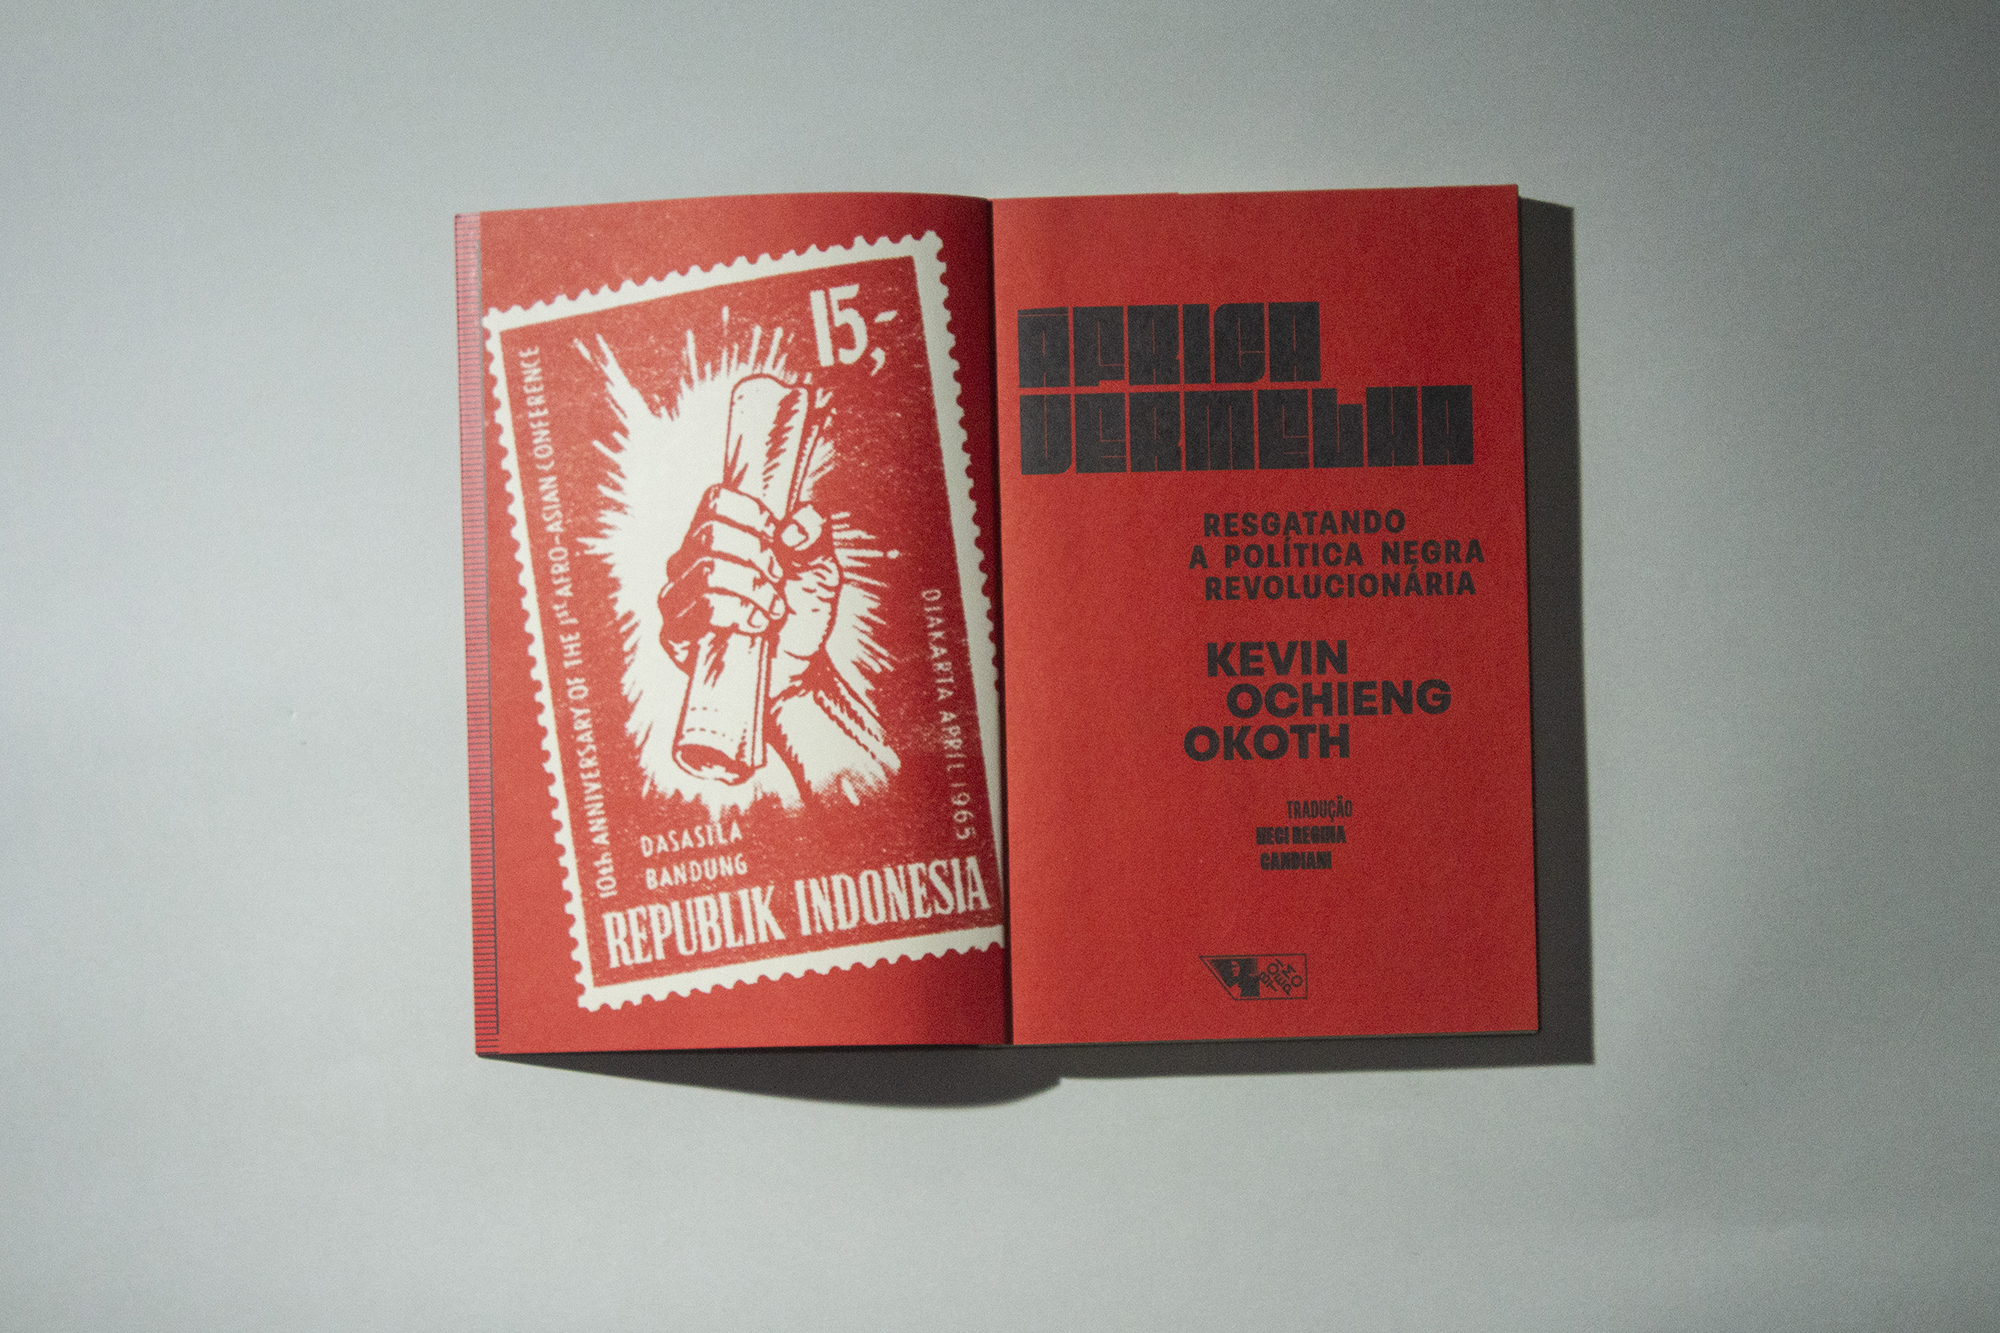 15,-
10th ANNIVERSARY OF THE 1st AFRO-ASIAN CONFERENCE
DJAKARTA APRIL 1965
DASASILA
BANDUNG
REPUBLIK INDONESIA
ÁFRICA
VERMELHA
RESGATANDO
A POLÍTICA NEGRA
REVOLUCIONÁRIA
KEVIN
OCHIENG
OKOTH
TRADUÇÃO
HECI REGINA
CANDIANI
BOITEMPO